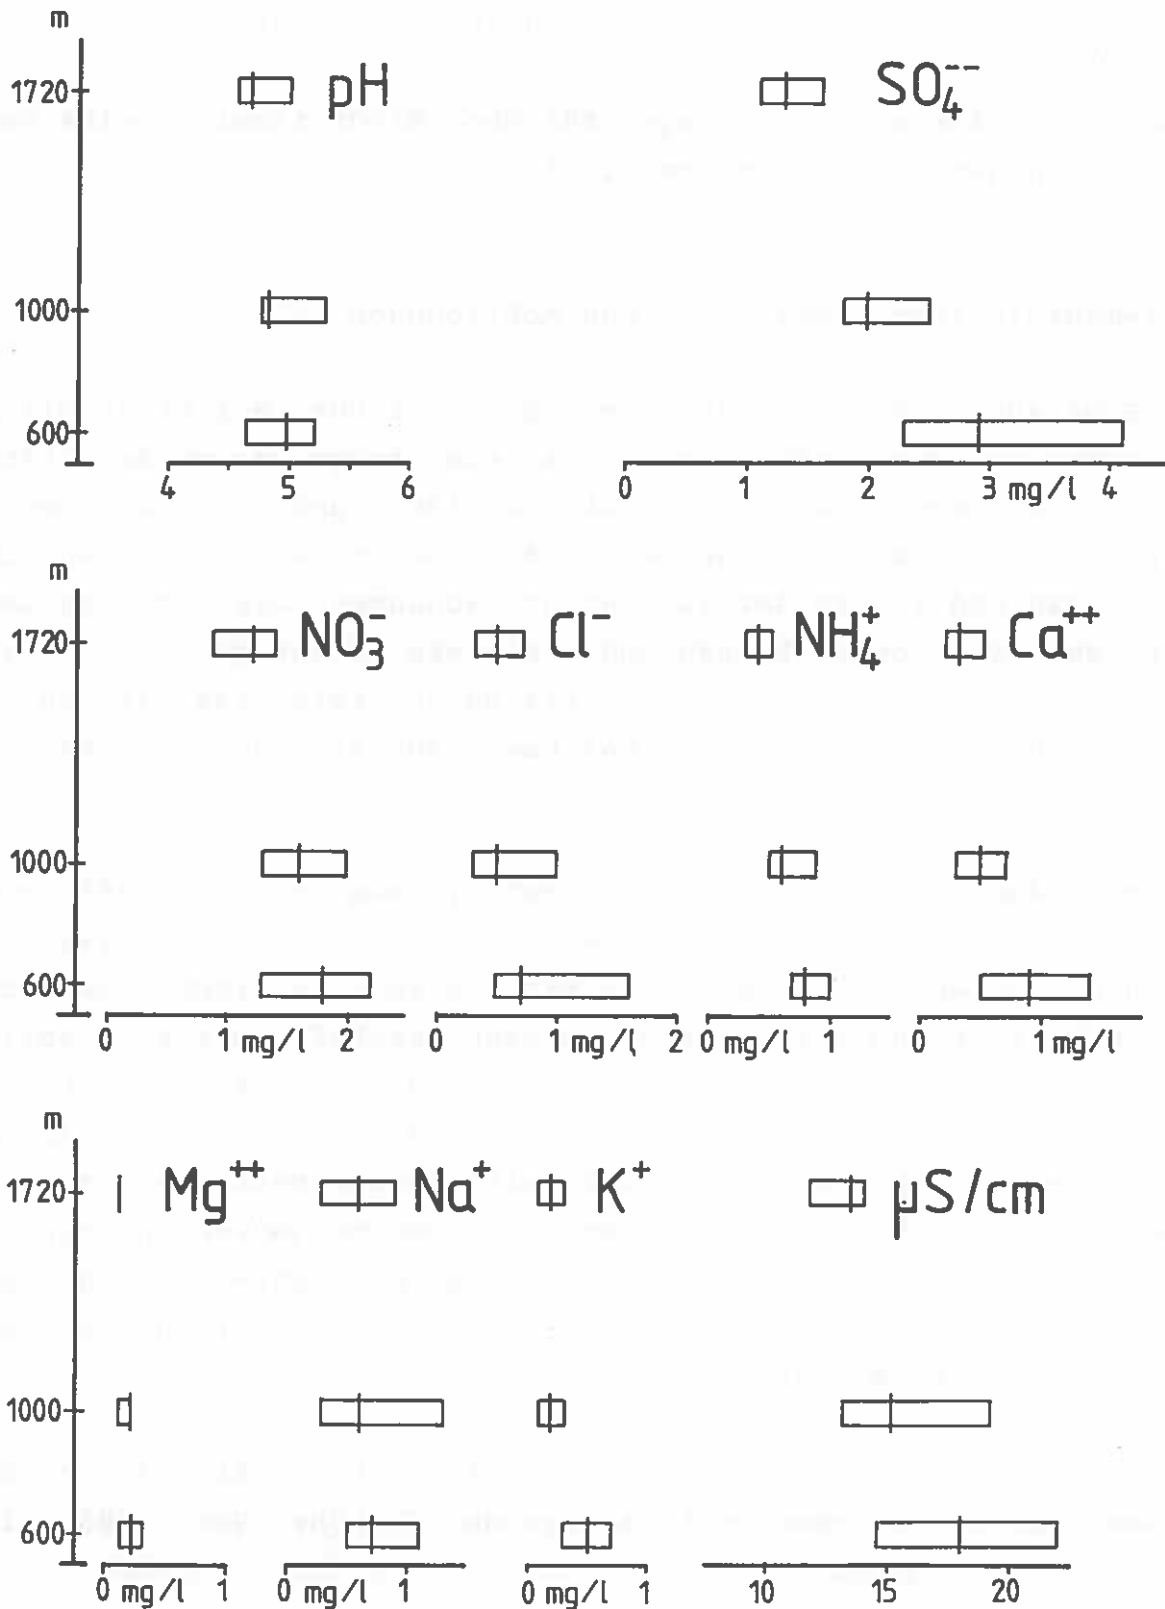 m
1720 pH SO₄⁻⁻
1000
600
4 5 6 0 1 2 3 mg/l 4
m
1720 NO₃⁻ Cl⁻ NH₄⁺ Ca⁺⁺
1000
600
0 1 mg/l 2 0 1 mg/l 2 0 mg/l 1 0 1 mg/l
m
1720 Mg⁺⁺ Na⁺ K⁺ µS/cm
1000
600
0 mg/l 1 0 mg/l 1 0 mg/l 1 10 15 20